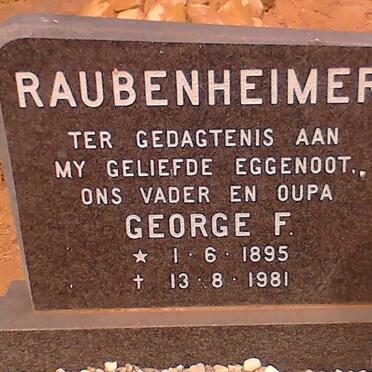 RAUBENHEIMER
TER GEDAGTENIS AAN
MY GELIEFDE EGGENOOT,
ONS VADER EN OUPA
GEORGE F.
★ 1·6·1895
† 13·8·1981